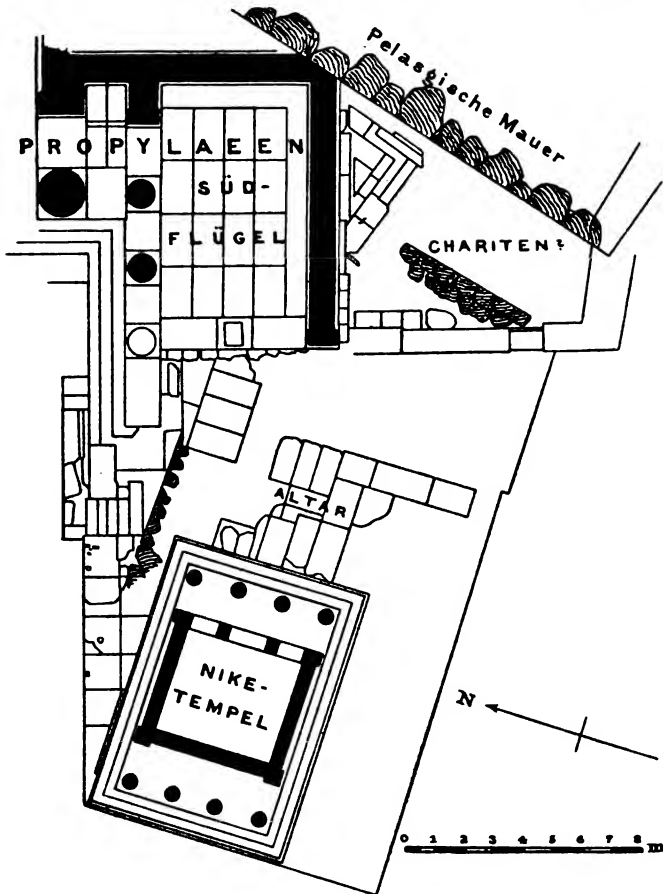 Pelasgische Mauer
PROPYLAEEN
SÜD-
FLÜGEL
CHARITEN?
ALTAR
NIKE-
TEMPEL
N
0 1 2 3 4 5 6 7 8 m